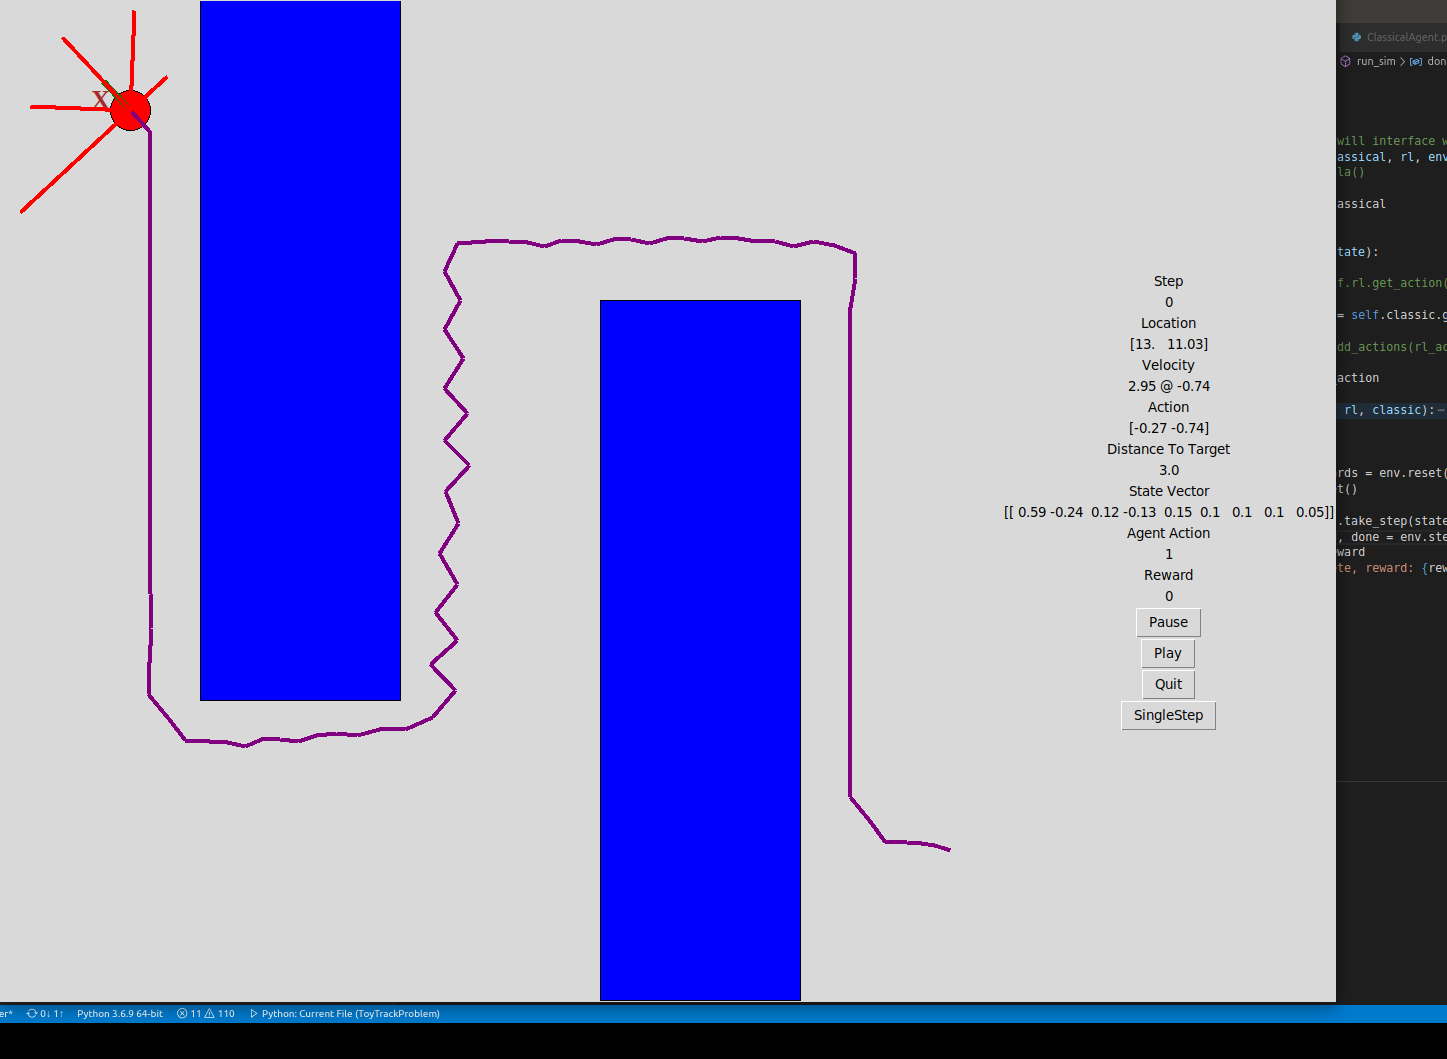 X
Step
0
Location
[13.   11.03]
Velocity
2.95 @ -0.74
Action
[-0.27 -0.74]
Distance To Target
3.0
State Vector
[[ 0.59 -0.24  0.12 -0.13  0.15  0.1   0.1   0.1   0.05]]
Agent Action
1
Reward
0
Pause
Play
Quit
SingleStep
ClassicalAgent.p
run_sim > don
will interface w
assical, rl, env
la()
assical
tate):
f.rl.get_action(
= self.classic.g
dd_actions(rl_ac
action
rl, classic):
rds = env.reset(
t()
.take_step(state
, done = env.ste
ward
te, reward: {rew
er* 0↓ 1↑ Python 3.6.9 64-bit 11 110 Python: Current File (ToyTrackProblem)